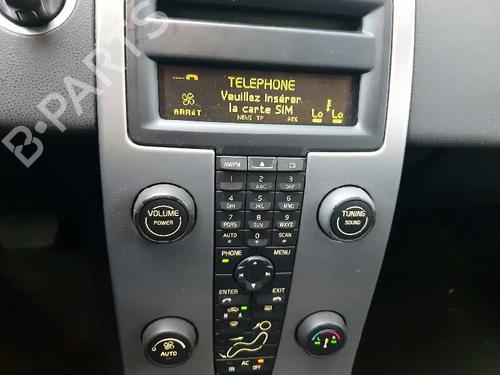 TELEPHONE
Veuillez Insérer
la carte SIM
ARRÊT
NEWS TP REG
Lo Lo
AM/FM CD
1 2 ABC 3 DEF
4 GHI 5 JKL 6 MNO
7 PQRS 8 TUV 9 WXYZ
AUTO 0 + SCAN
VOLUME
POWER
TUNING
SOUND
PHONE MENU
ENTER EXIT
M A
AUTO
AC
ON OFF
L R
B-PARTS